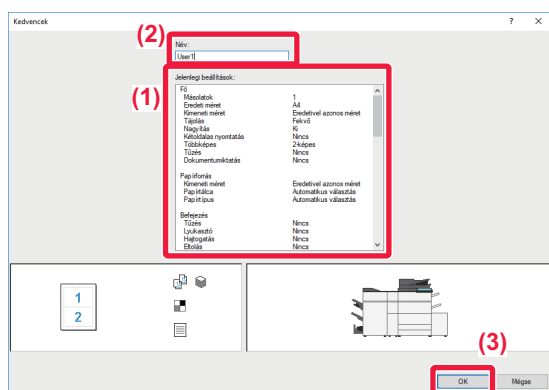 Kedvencek ? ×
(2)
Név:
User1
(1)
Jelenlegi beállítások:
Fő
Másolatok 1
Eredeti méret A4
Kimeneti méret Eredetivel azonos méret
Tájolás Fekvő
Nagyítás Ki
Kétoldalas nyomtatás Nincs
Többképes 2-képes
Tűzés Nincs
Dokumentumiktatás Nincs
Papírforrás
Kimeneti méret Eredetivel azonos méret
Papírtálca Automatikus választás
Papírtípus Automatikus választás
Befejezés
Tűzés Nincs
Lyukasztó Nincs
Hajtogatás Nincs
Eltolás Nincs
1
2
(3)
OK Mégse